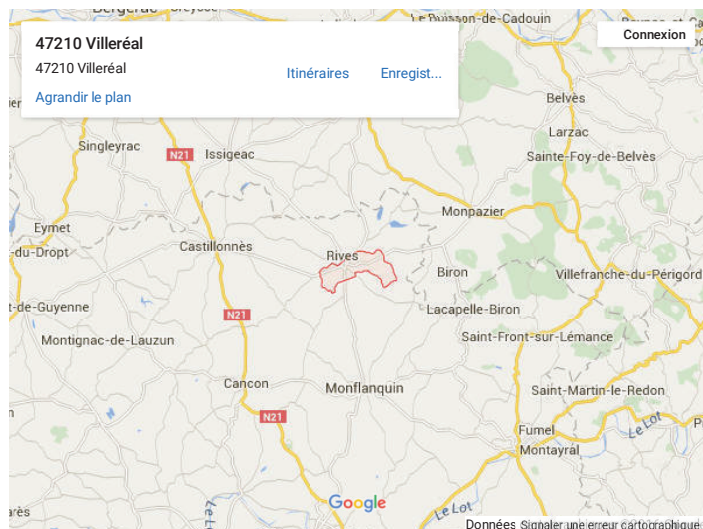 Bergerac
Le Buisson-de-Cadouin
47210 Villeréal
47210 Villeréal
Itinéraires
Enregist...
Agrandir le plan
Connexion
Belvès
Larzac
Singleyrac
N21
Issigeac
Sainte-Foy-de-Belvès
Monpazier
Eymet
-du-Dropt
Castillonnès
Rives
Biron
Villefranche-du-Périgord
t-de-Guyenne
N21
Lacapelle-Biron
Montignac-de-Lauzun
Saint-Front-sur-Lémance
Cancon
Monflanquin
Saint-Martin-le-Redon
N21
Fumel
Le Lot
Montayral
Google
Le Lot
Données
Signaler une erreur cartographique